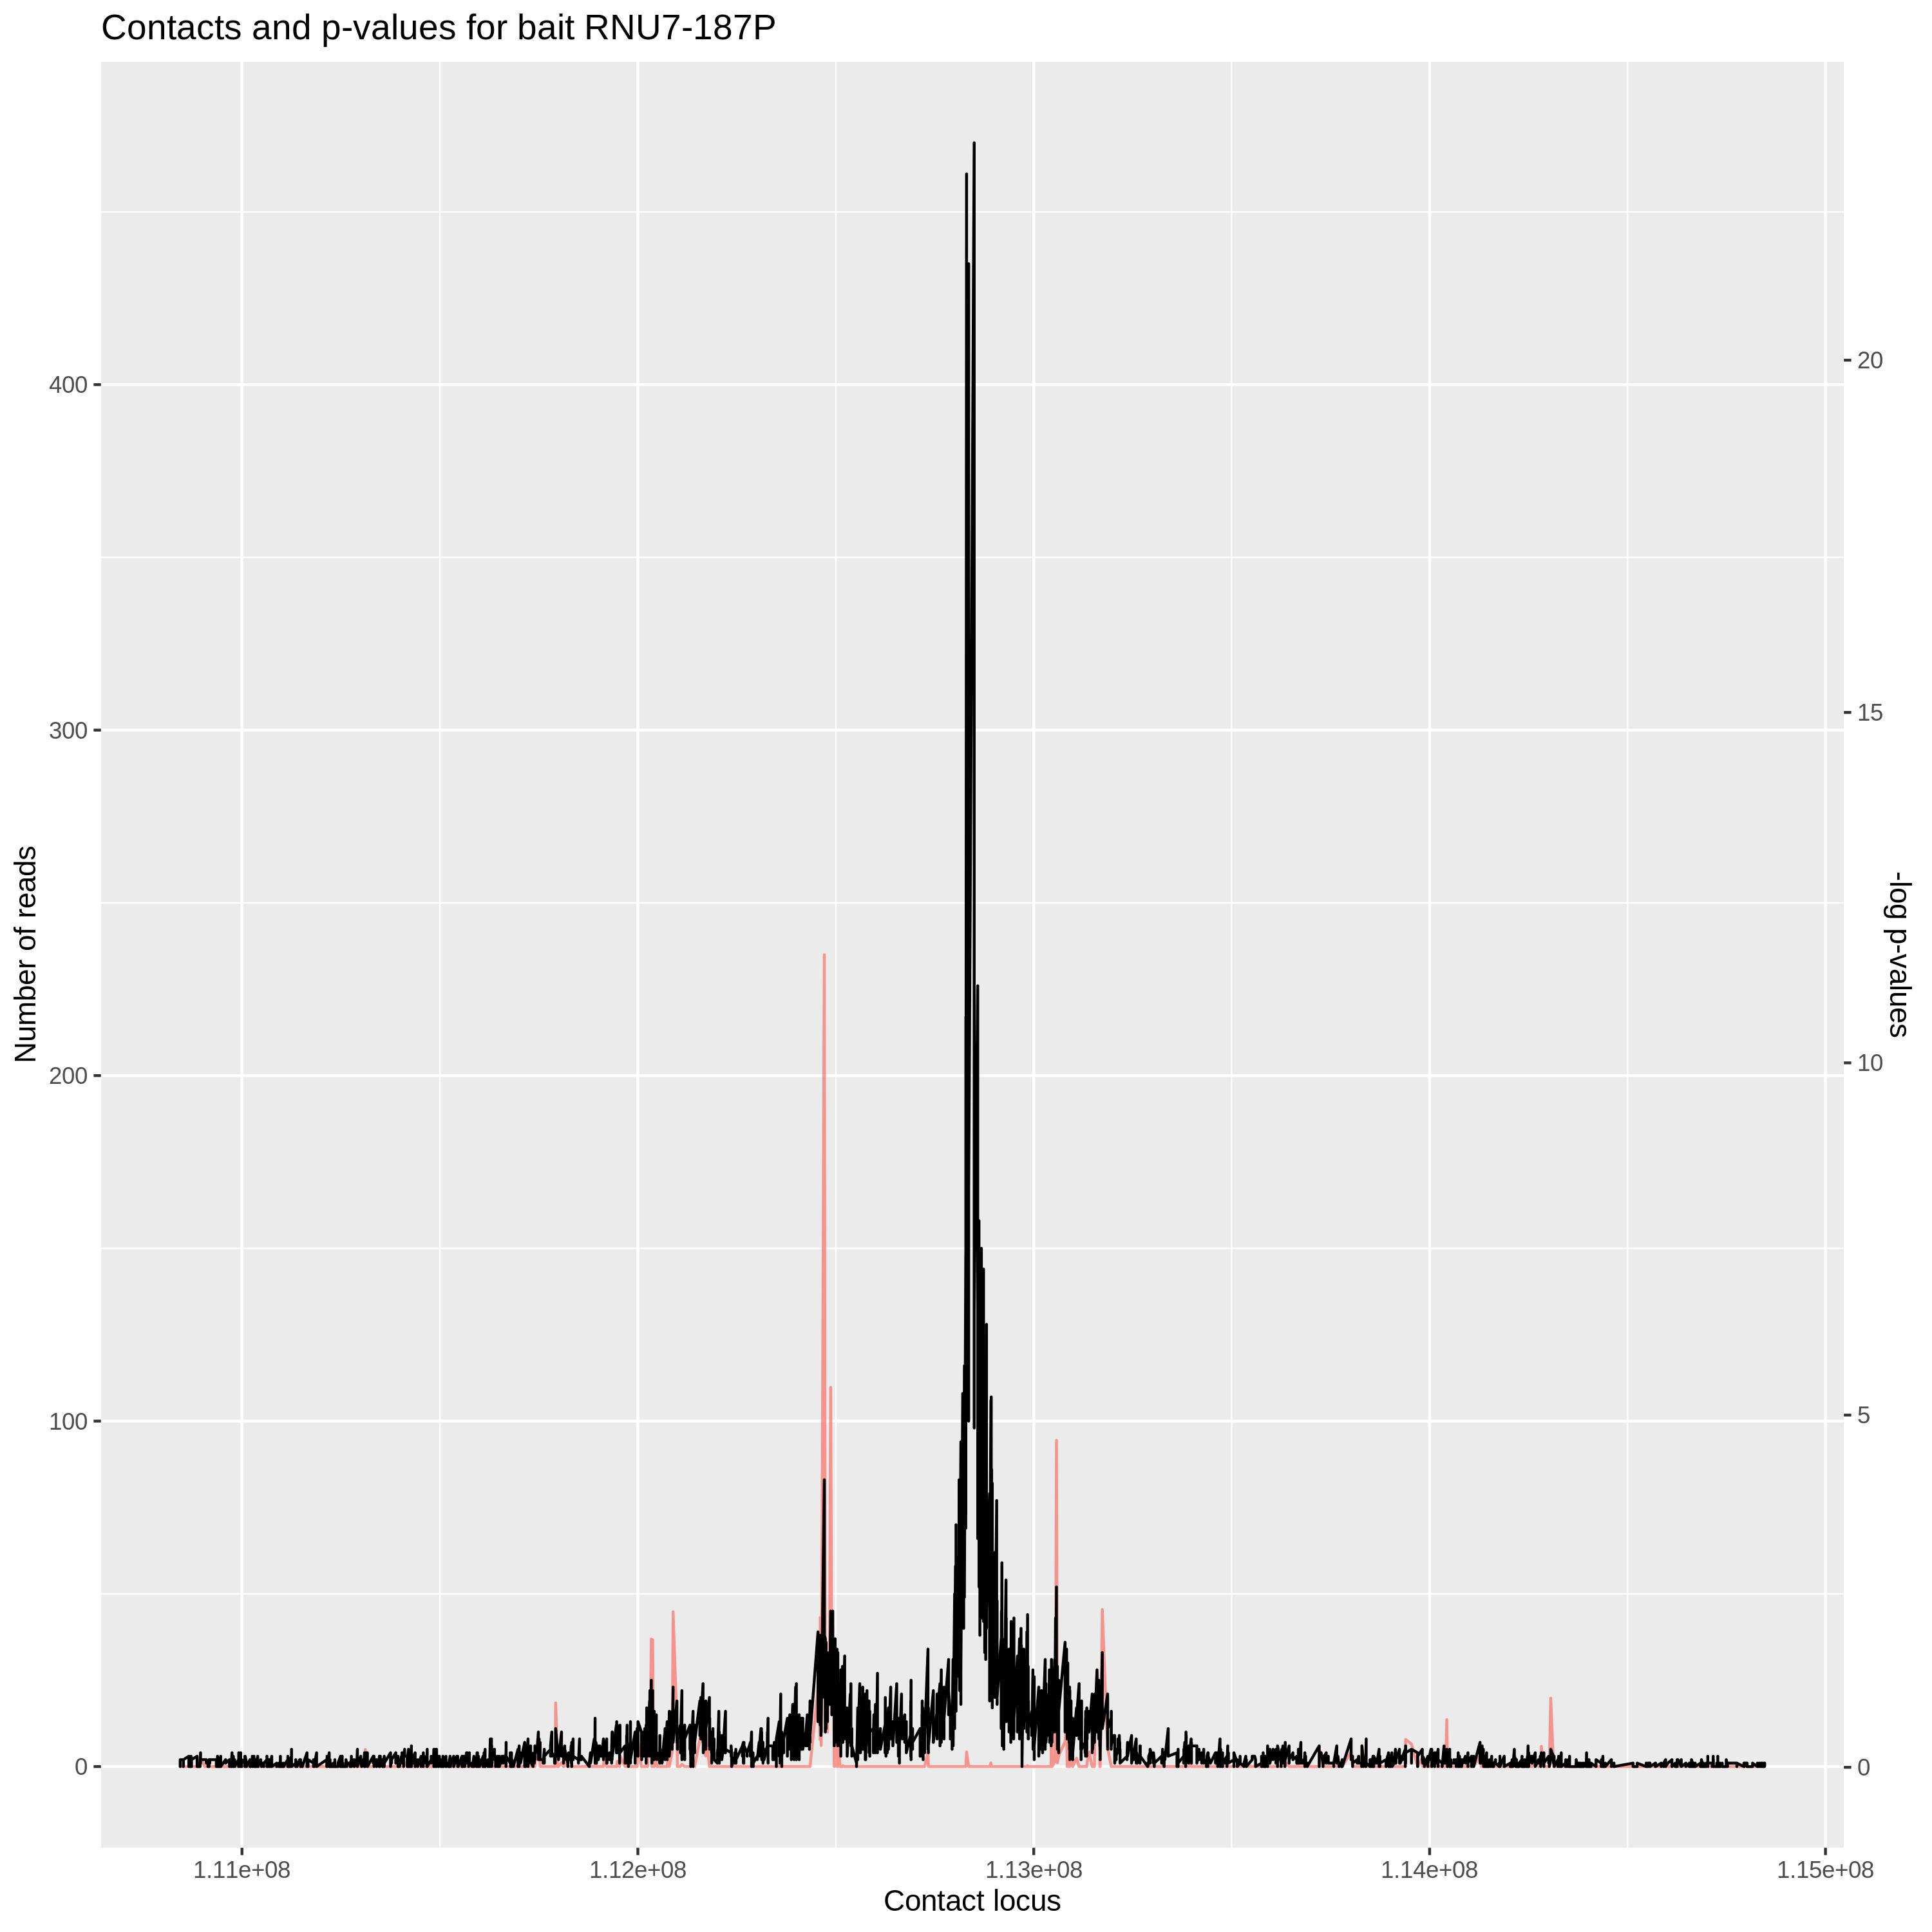 Contacts and p-values for bait RNU7-187P
Number of reads
400
300
200
100
0
20
15
10
5
0
-log p-values
1.11e+08
1.12e+08
1.13e+08
1.14e+08
1.15e+08
Contact locus